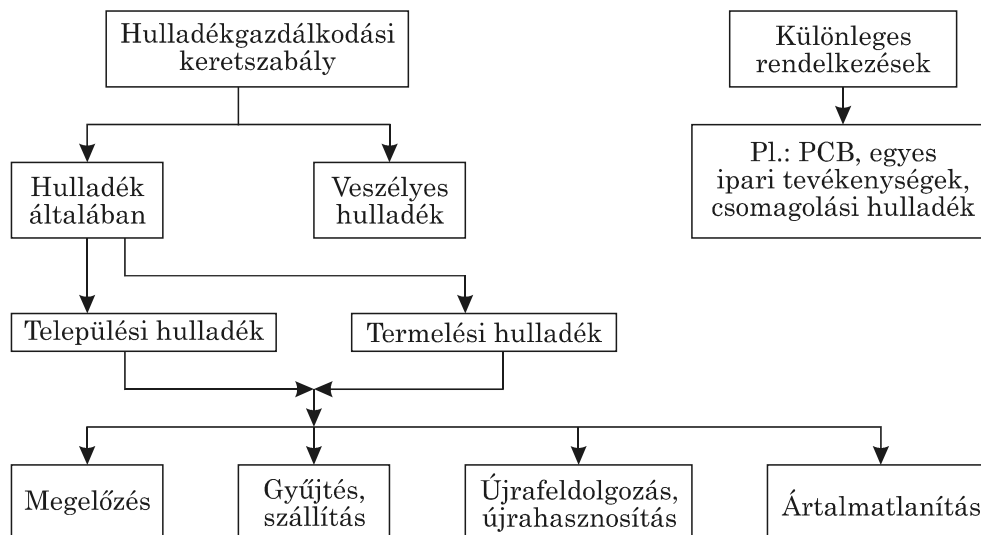 Hulladékgazdálkodási
keretszabály
Különleges
rendelkezések
Hulladék
általában
Veszélyes
hulladék
Pl.: PCB, egyes
ipari tevékenységek,
csomagolási hulladék
Települési hulladék
Termelési hulladék
Megelőzés
Gyűjtés,
szállítás
Újrafeldolgozás,
újrahasznosítás
Ártalmatlanítás